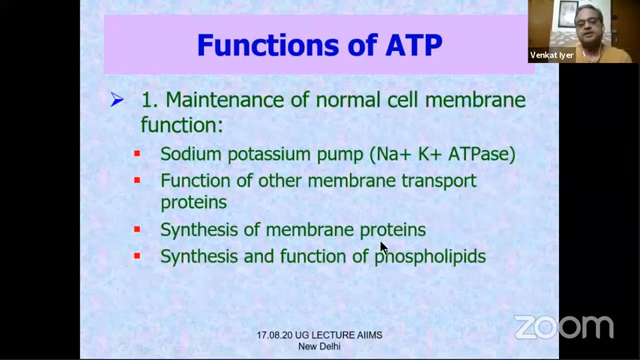 Functions of ATP
Venkat Iyer
1. Maintenance of normal cell membrane
function:
Sodium potassium pump (Na+ K+ ATPase)
Function of other membrane transport
proteins
Synthesis of membrane proteins
Synthesis and function of phospholipids
17.08.20 UG LECTURE AIIMS
New Delhi
zoom